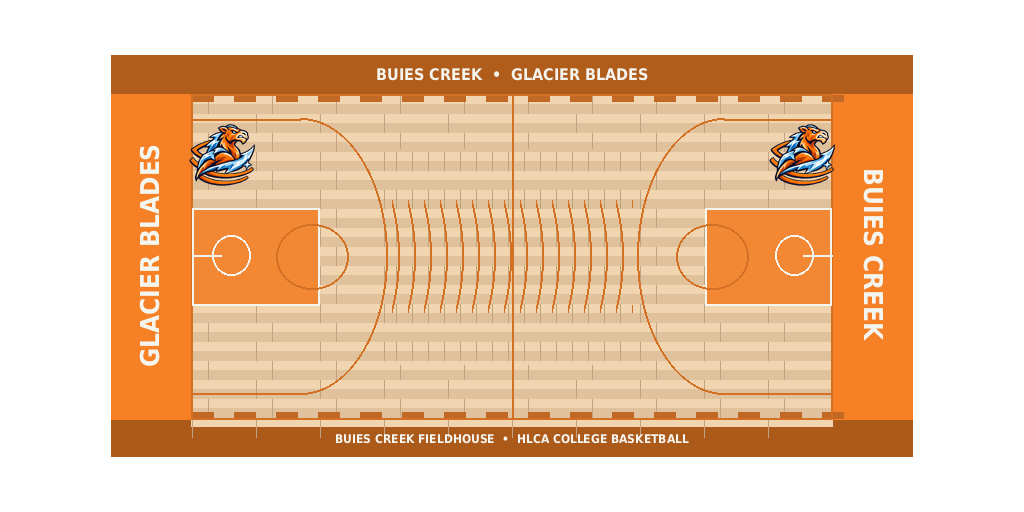 BUIES CREEK • GLACIER BLADES
GLACIER BLADES
BUIES CREEK
BUIES CREEK FIELDHOUSE • HLCA COLLEGE BASKETBALL